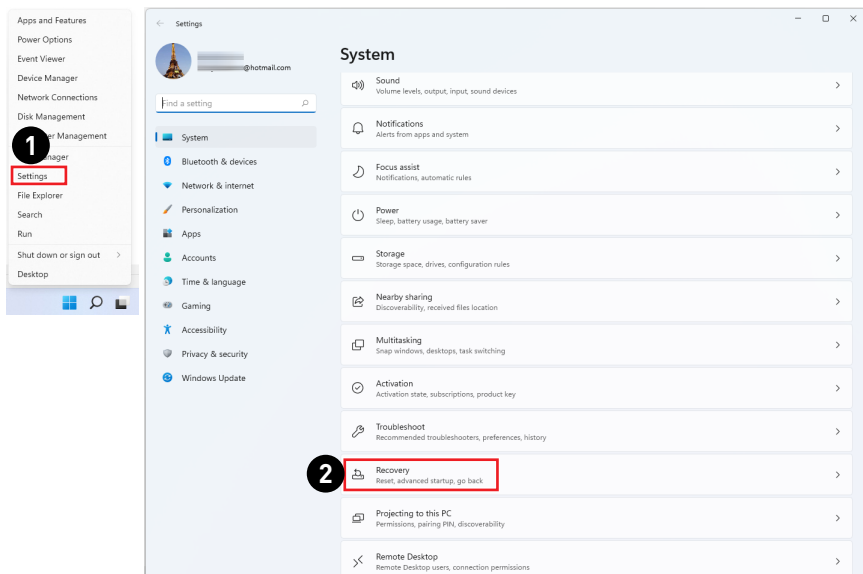 Apps and Features
Power Options
Event Viewer
Device Manager
Network Connections
Disk Management
er Management
1
anager
Settings
File Explorer
Search
Run
Shut down or sign out
Desktop
Settings
@hotmail.com
Find a setting
System
Bluetooth & devices
Network & internet
Personalization
Apps
Accounts
Time & language
Gaming
Accessibility
Privacy & security
Windows Update
System
Sound
Volume levels, output, input, sound devices
Notifications
Alerts from apps and system
Focus assist
Notifications, automatic rules
Power
Sleep, battery usage, battery saver
Storage
Storage space, drives, configuration rules
Nearby sharing
Discoverability, received files location
Multitasking
Snap windows, desktops, task switching
Activation
Activation state, subscriptions, product key
Troubleshoot
Recommended troubleshooters, preferences, history
2
Recovery
Reset, advanced startup, go back
Projecting to this PC
Permissions, pairing PIN, discoverability
Remote Desktop
Remote Desktop users, connection permissions